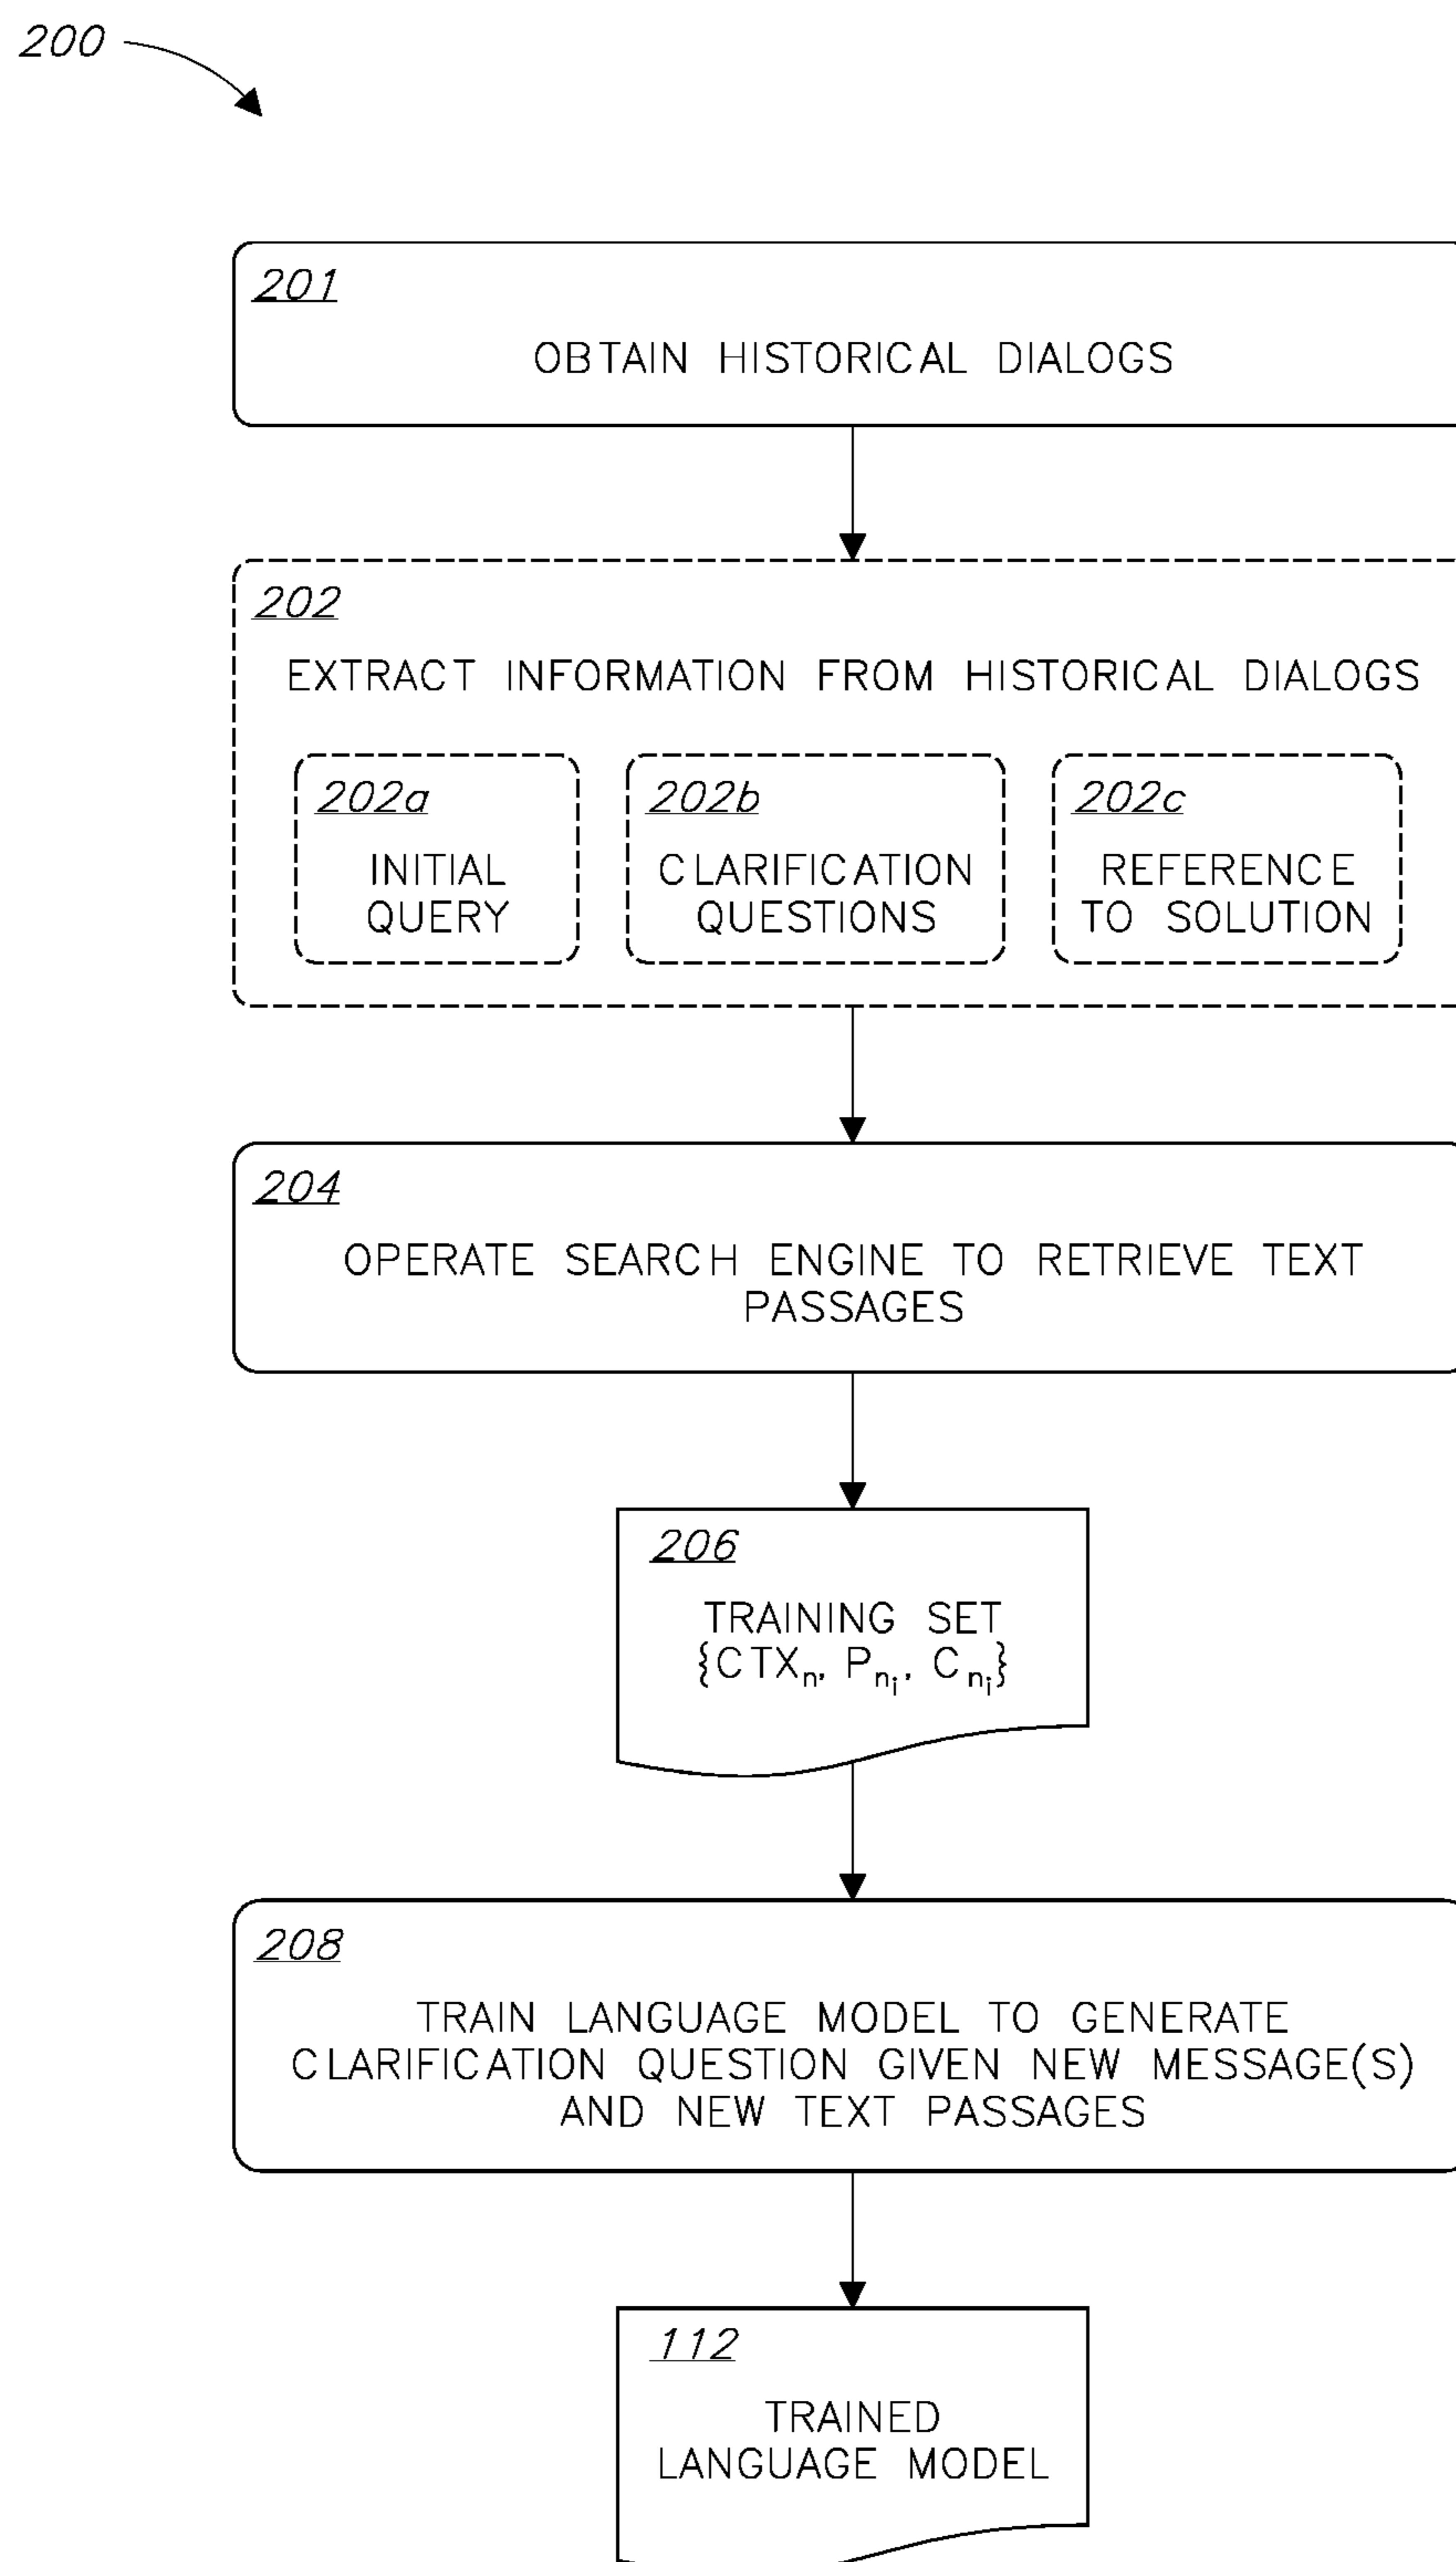 200
201
OBTAIN HISTORICAL DIALOGS
202
EXTRACT INFORMATION FROM HISTORICAL DIALOGS
202a
INITIAL
QUERY
202b
CLARIFICATION
QUESTIONS
202c
REFERENCE
TO SOLUTION
204
OPERATE SEARCH ENGINE TO RETRIEVE TEXT
PASSAGES
206
TRAINING SET
{CTXₙ, Pₙᵢ, Cₙᵢ}
208
TRAIN LANGUAGE MODEL TO GENERATE
CLARIFICATION QUESTION GIVEN NEW MESSAGE(S)
AND NEW TEXT PASSAGES
112
TRAINED
LANGUAGE MODEL